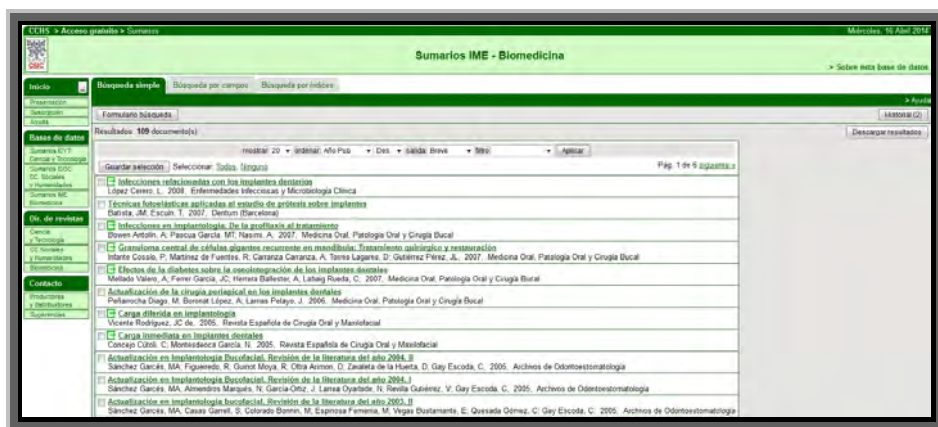 CCHS > Acceso gratuito > Sumarios
Miércoles, 16 Abril 2014
CSIC
Sumarios IME - Biomedicina
> Sobre esta base de datos
Inicio
Búsqueda simple Búsqueda por campos Búsqueda por índices
Presentación
> Ayuda
Suscripción
Formulario búsqueda
Historial (2)
Ayuda
Resultados: 109 documento(s)
Descargar resultados
Bases de datos
Sumarios ICYT
Ciencia y Tecnología
mostrar: 20 ordenar: Año Pub Des salida: Breve filtro: Aplicar
Sumarios ISOC
CC. Sociales
y Humanidades
Guardar selección Seleccionar: Todos, Ninguno
Pág. 1 de 6 siguiente »
Sumarios IME
Biomedicina
Infecciones relacionadas con los implantes dentarios
López Cerero, L. 2008. Enfermedades Infecciosas y Microbiología Clínica
Técnicas fotoelásticas aplicadas al estudio de prótesis sobre implantes
Batista, JM; Escuin, T. 2007. Dentum (Barcelona)
Dir. de revistas
Ciencia
y Tecnología
CC Sociales
y Humanidades
Biomedicina
Infecciones en implantología. De la profilaxis al tratamiento
Bowen Antolín, A; Pascua García, MT; Nasimi, A. 2007. Medicina Oral, Patología Oral y Cirugía Bucal
Granuloma central de células gigantes recurrente en mandíbula: Tratamiento quirúrgico y restauración
Infante Cossío, P; Martínez de Fuentes, R; Carranza Carranza, A; Torres Lagares, D; Gutiérrez Pérez, JL. 2007. Medicina Oral, Patología Oral y Cirugía Bucal
Contacto
Productores
y distribuidores
Sugerencias
Efectos de la diabetes sobre la osteointegración de los implantes dentales
Mellado Valero, A; Ferrer García, JC; Herrera Ballester, A; Labaig Rueda, C. 2007. Medicina Oral, Patología Oral y Cirugía Bucal
Actualización de la cirugía periapical en los implantes dentales
Peñarrocha Diago, M; Boronat López, A; Lamas Pelayo, J. 2006. Medicina Oral, Patología Oral y Cirugía Bucal
Carga diferida en implantología
Vicente Rodríguez, JC de. 2005. Revista Española de Cirugía Oral y Maxilofacial
Carga inmediata en implantes dentales
Concejo Cútoli, C; Montesdeoca García, N. 2005. Revista Española de Cirugía Oral y Maxilofacial
Actualización en Implantología Bucofacial. Revisión de la literatura del año 2004. II
Sánchez Garcés, MA; Figueiredo, R; Guinot Moya, R; Oltra Arimon, D; Zavaleta de la Huerta, D; Gay Escoda, C. 2005. Archivos de Odontoestomatología
Actualización en Implantología Bucofacial. Revisión de la literatura del año 2004. I
Sánchez Garcés, MA; Almendros Marqués, N; García-Ortiz, J; Larrea Oyarbide, N; Revilla Gutiérrez, V; Gay Escoda, C. 2005. Archivos de Odontoestomatología
Actualización en implantología bucofacial. Revisión de la literatura del año 2003. II
Sánchez Garcés, MA; Casas Garrell, S; Colorado Bonnin, M; Espinosa Femenia, M; Vegas Bustamante, E; Quesada Gómez, C; Gay Escoda, C. 2005. Archivos de Odontoestomatología